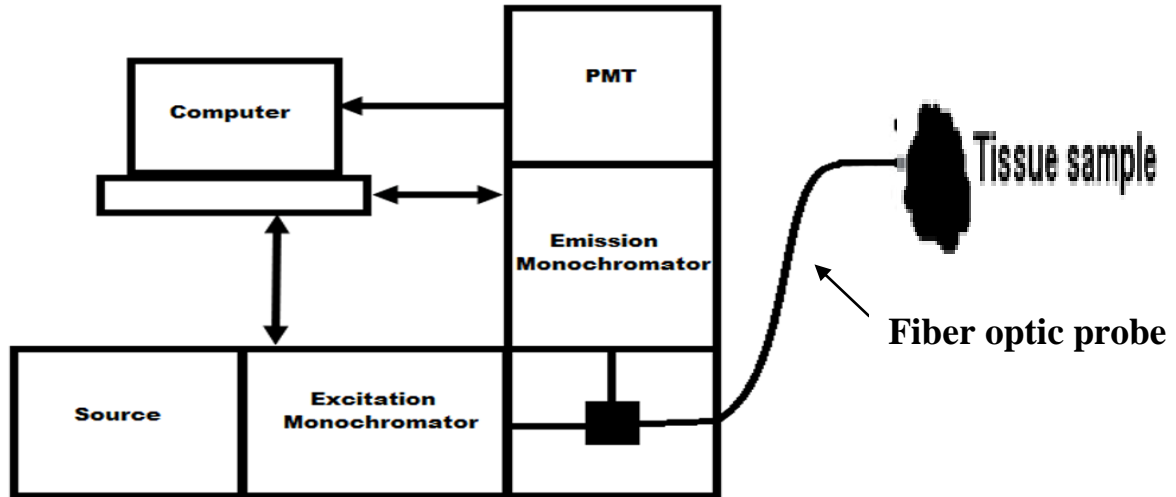 PMT
Computer
Tissue sample
Emission
Monochromator
Fiber optic probe
Source
Excitation
Monochromator